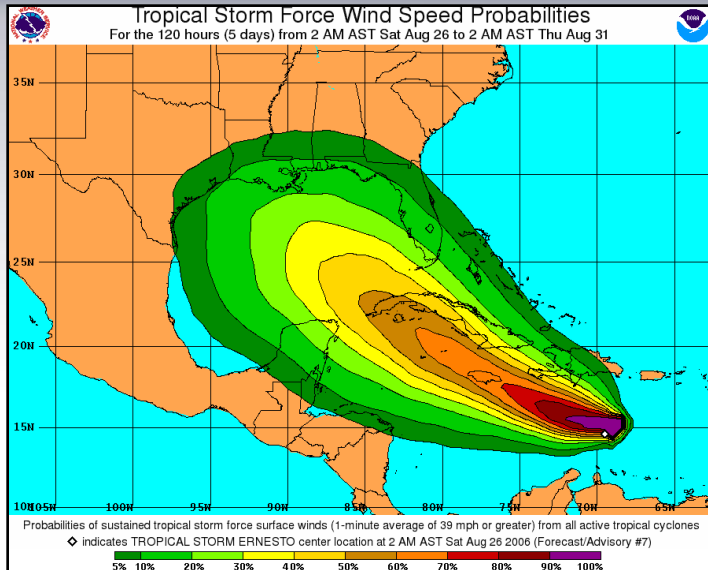 Tropical Storm Force Wind Speed Probabilities
For the 120 hours (5 days) from 2 AM AST Sat Aug 26 to 2 AM AST Thu Aug 31
NOAA
35N
30N
25N
20N
15N
10N
105W 100W 95W 90W 85W 80W 75W 70W 65W
Probabilities of sustained tropical storm force surface winds (1-minute average of 39 mph or greater) from all active tropical cyclones
◇ indicates TROPICAL STORM ERNESTO center location at 2 AM AST Sat Aug 26 2006 (Forecast/Advisory #7)
5% 10% 20% 30% 40% 50% 60% 70% 80% 90% 100%